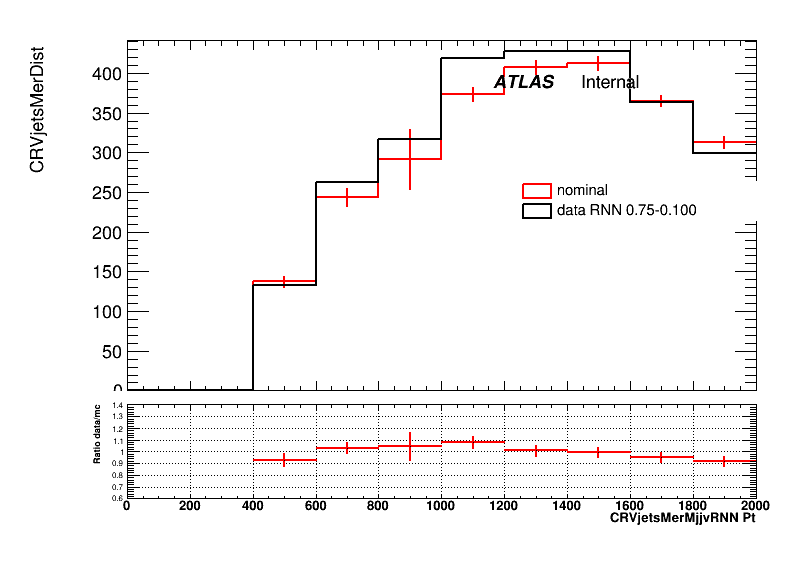 CRVjetsMerDist
400
350
300
250
200
150
100
50
0
ATLAS Internal
nominal
data RNN 0.75-0.100
Ratio data/mc
1.4
1.3
1.2
1.1
1
0.9
0.8
0.7
0.6
0 200 400 600 800 1000 1200 1400 1600 1800 2000
CRVjetsMerMjjvRNN Pt